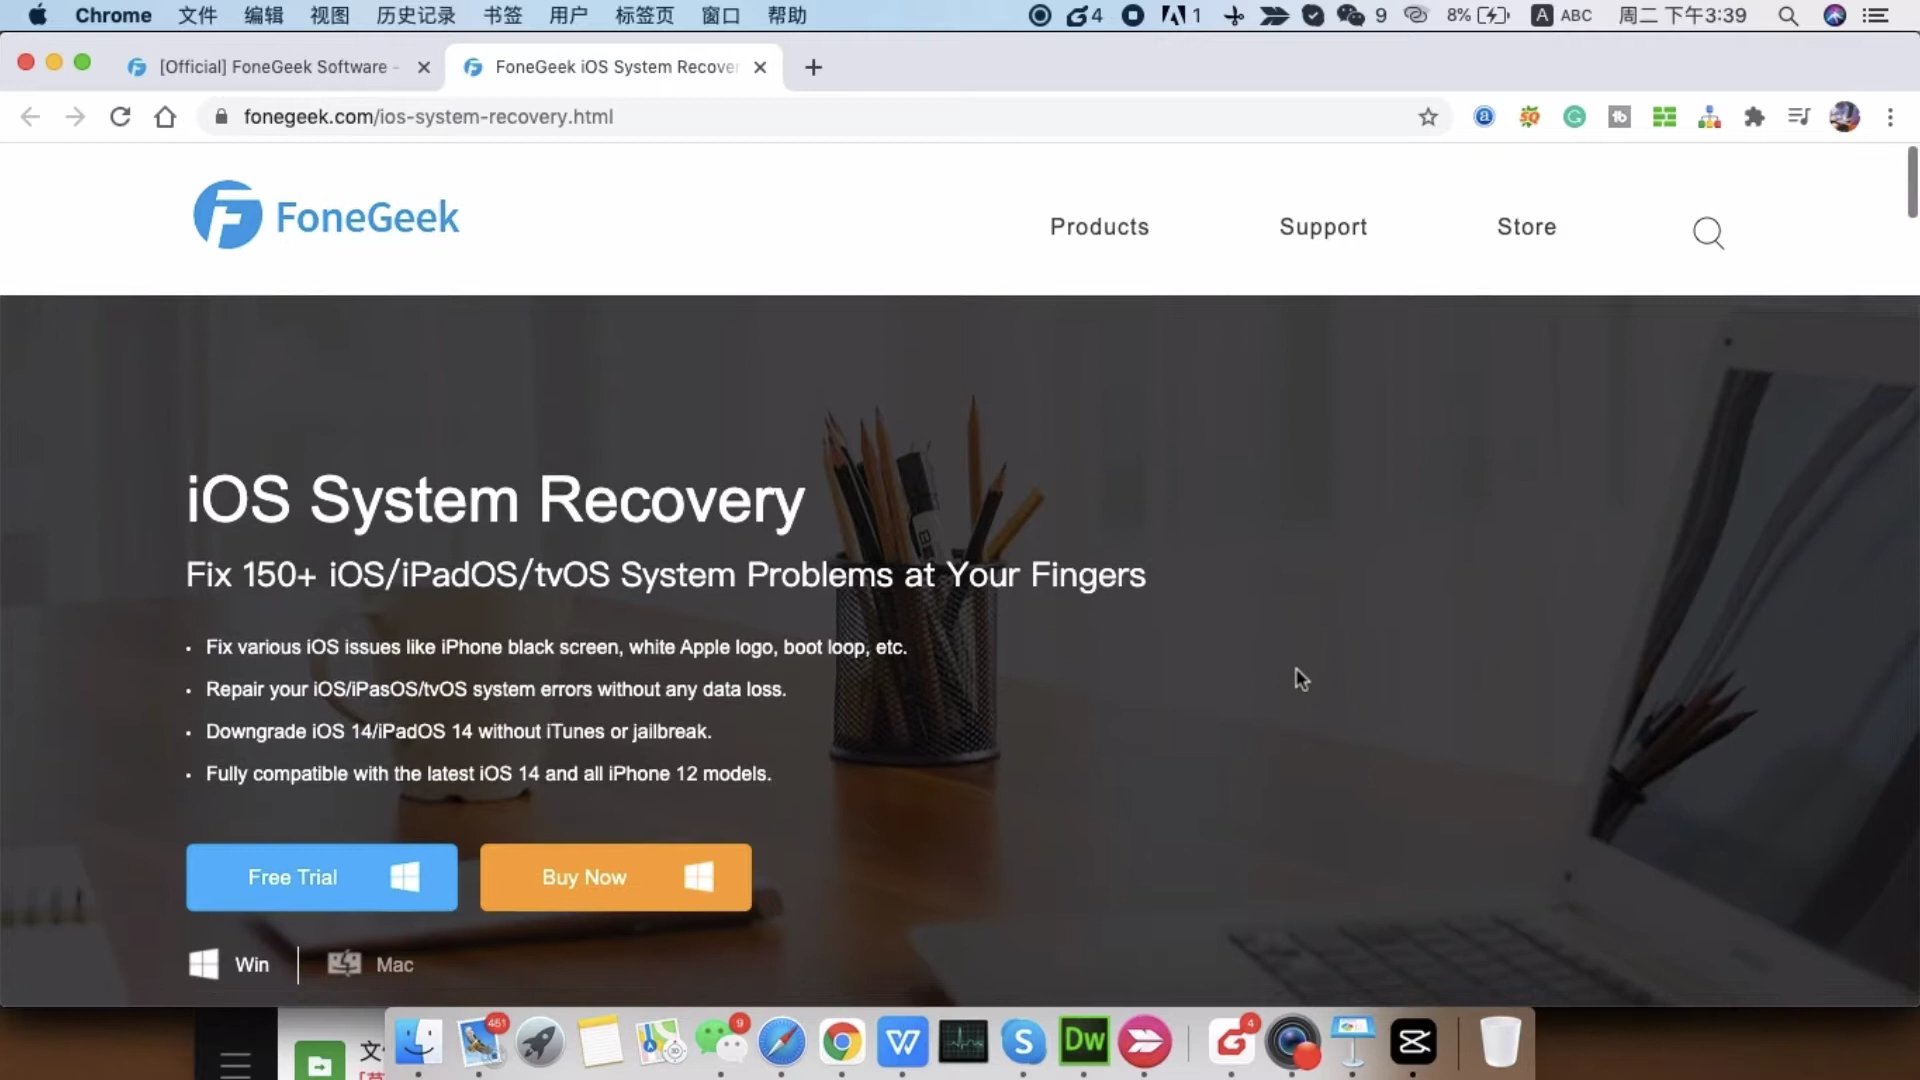 Chrome 文件 编辑 视图 历史记录 书签 用户 标签页 窗口 帮助 4 1 9 8% A ABC 周二 下午3:39
[Official] FoneGeek Software - FoneGeek iOS System Recover
fonegeek.com/ios-system-recovery.html
FoneGeek
Products Support Store
iOS System Recovery
Fix 150+ iOS/iPadOS/tvOS System Problems at Your Fingers
• Fix various iOS issues like iPhone black screen, white Apple logo, boot loop, etc.
• Repair your iOS/iPasOS/tvOS system errors without any data loss.
• Downgrade iOS 14/iPadOS 14 without iTunes or jailbreak.
• Fully compatible with the latest iOS 14 and all iPhone 12 models.
Free Trial Buy Now
Win Mac
461 9 4
Dw